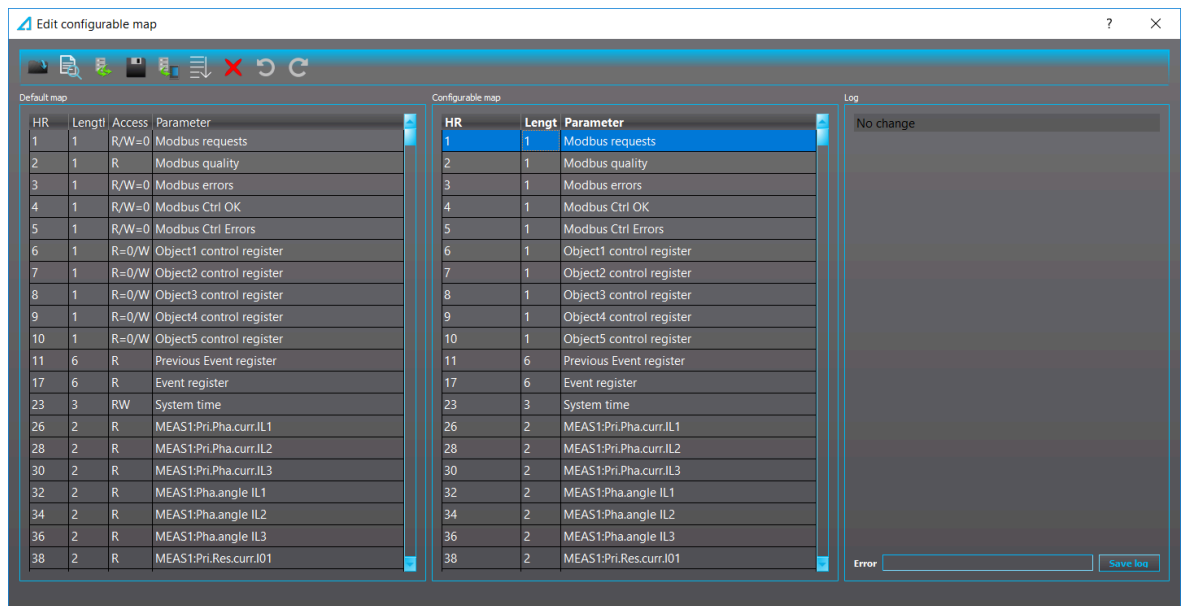 Edit configurable map
?
Default map
HR Lengtl Access Parameter
1 1 R/W=0 Modbus requests
2 1 R Modbus quality
3 1 R/W=0 Modbus errors
4 1 R/W=0 Modbus Ctrl OK
5 1 R/W=0 Modbus Ctrl Errors
6 1 R=0/W Object1 control register
7 1 R=0/W Object2 control register
8 1 R=0/W Object3 control register
9 1 R=0/W Object4 control register
10 1 R=0/W Object5 control register
11 6 R Previous Event register
17 6 R Event register
23 3 RW System time
26 2 R MEAS1:Pri.Pha.curr.IL1
28 2 R MEAS1:Pri.Pha.curr.IL2
30 2 R MEAS1:Pri.Pha.curr.IL3
32 2 R MEAS1:Pha.angle IL1
34 2 R MEAS1:Pha.angle IL2
36 2 R MEAS1:Pha.angle IL3
38 2 R MEAS1:Pri.Res.curr.I01
Configurable map
HR Lengt Parameter
1 1 Modbus requests
2 1 Modbus quality
3 1 Modbus errors
4 1 Modbus Ctrl OK
5 1 Modbus Ctrl Errors
6 1 Object1 control register
7 1 Object2 control register
8 1 Object3 control register
9 1 Object4 control register
10 1 Object5 control register
11 6 Previous Event register
17 6 Event register
23 3 System time
26 2 MEAS1:Pri.Pha.curr.IL1
28 2 MEAS1:Pri.Pha.curr.IL2
30 2 MEAS1:Pri.Pha.curr.IL3
32 2 MEAS1:Pha.angle IL1
34 2 MEAS1:Pha.angle IL2
36 2 MEAS1:Pha.angle IL3
38 2 MEAS1:Pri.Res.curr.I01
Log
No change
Error
Save log